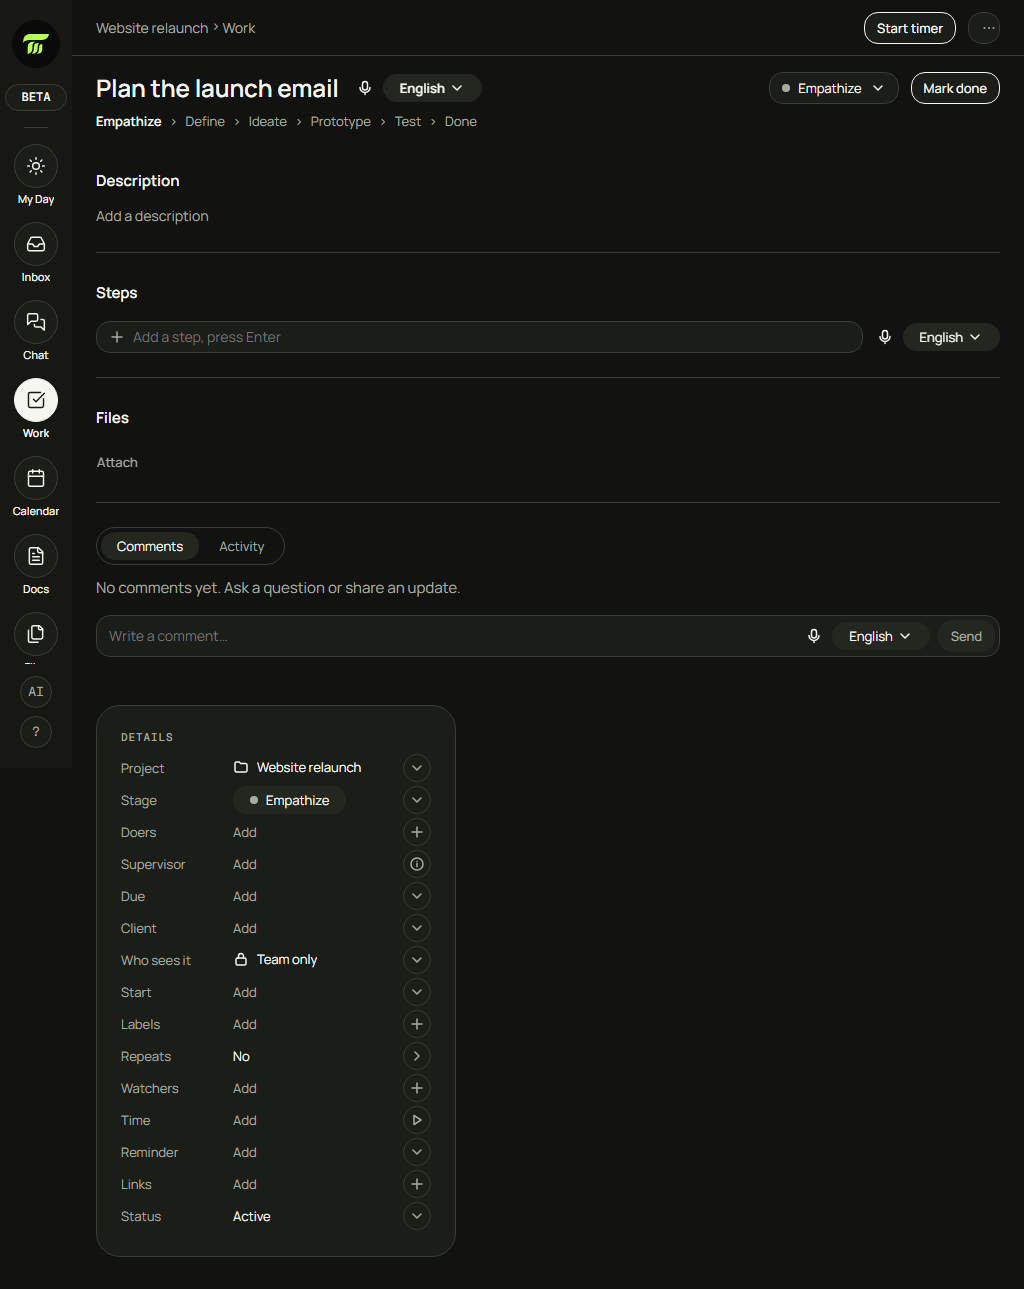 Website relaunch > Work
Start timer
...
BETA
Plan the launch email
English
Empathize
Mark done
Empathize > Define > Ideate > Prototype > Test > Done
My Day
Inbox
Chat
Work
Calendar
Docs
AI
?
Description
Add a description
Steps
Add a step, press Enter
English
Files
Attach
Comments
Activity
No comments yet. Ask a question or share an update.
Write a comment...
English
Send
DETAILS
Project Website relaunch
Stage Empathize
Doers Add
Supervisor Add
Due Add
Client Add
Who sees it Team only
Start Add
Labels Add
Repeats No
Watchers Add
Time Add
Reminder Add
Links Add
Status Active